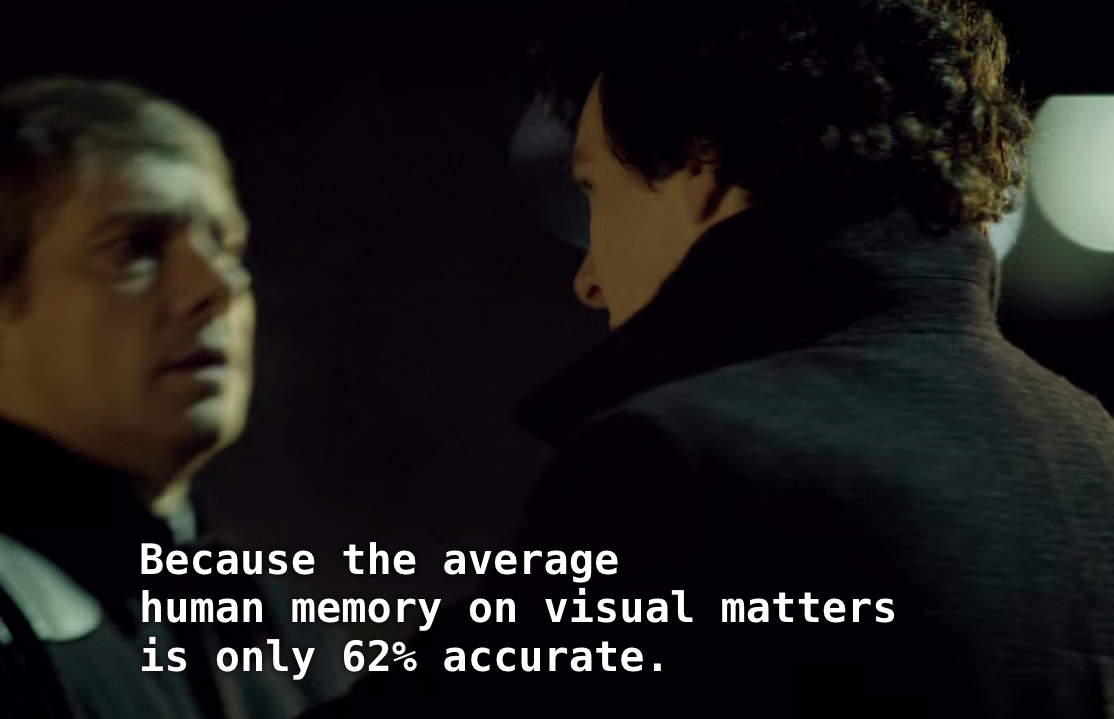 Because the average
human memory on visual matters
is only 62% accurate.